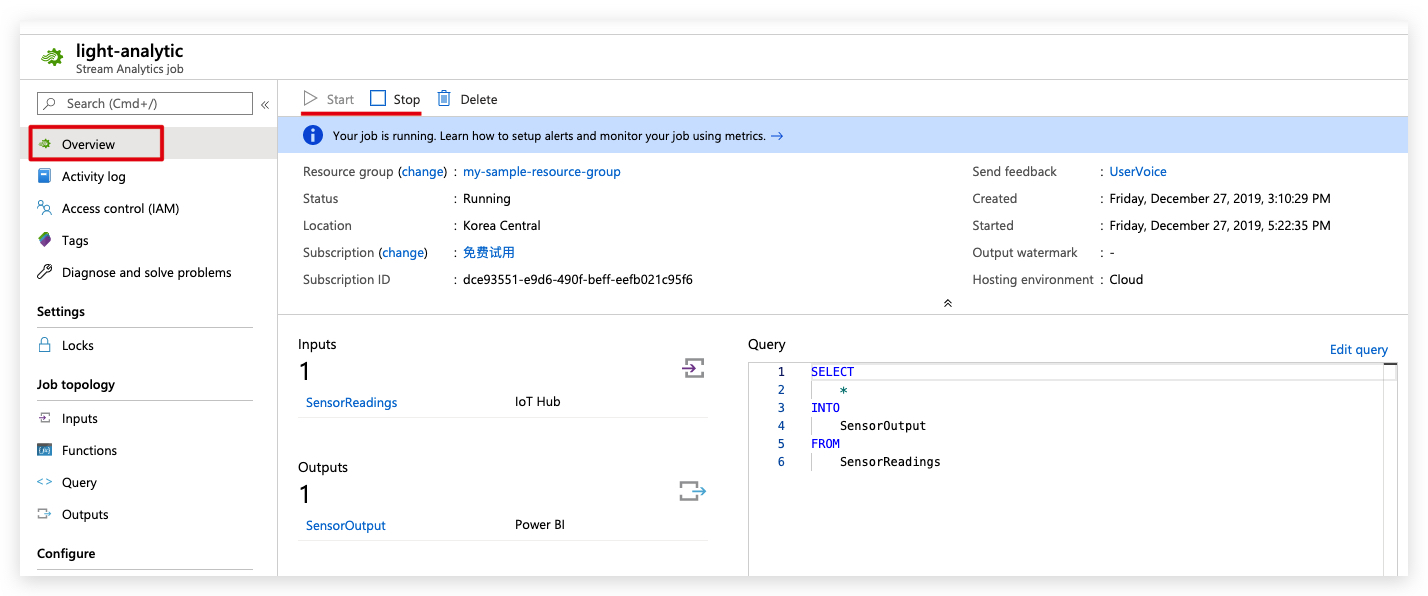 light-analytic
Stream Analytics job
Search (Cmd+/)
«
Overview
Activity log
Access control (IAM)
Tags
Diagnose and solve problems
Settings
Locks
Job topology
Inputs
Functions
Query
Outputs
Configure
Start Stop Delete
Your job is running. Learn how to setup alerts and monitor your job using metrics. →
Resource group (change) : my-sample-resource-group
Status : Running
Location : Korea Central
Subscription (change) : 免费试用
Subscription ID : dce93551-e9d6-490f-beff-eefb021c95f6
Send feedback : UserVoice
Created : Friday, December 27, 2019, 3:10:29 PM
Started : Friday, December 27, 2019, 5:22:35 PM
Output watermark : -
Hosting environment : Cloud
Inputs
1
SensorReadings IoT Hub
Outputs
1
SensorOutput Power BI
Query
Edit query
1 SELECT
2 *
3 INTO
4 SensorOutput
5 FROM
6 SensorReadings